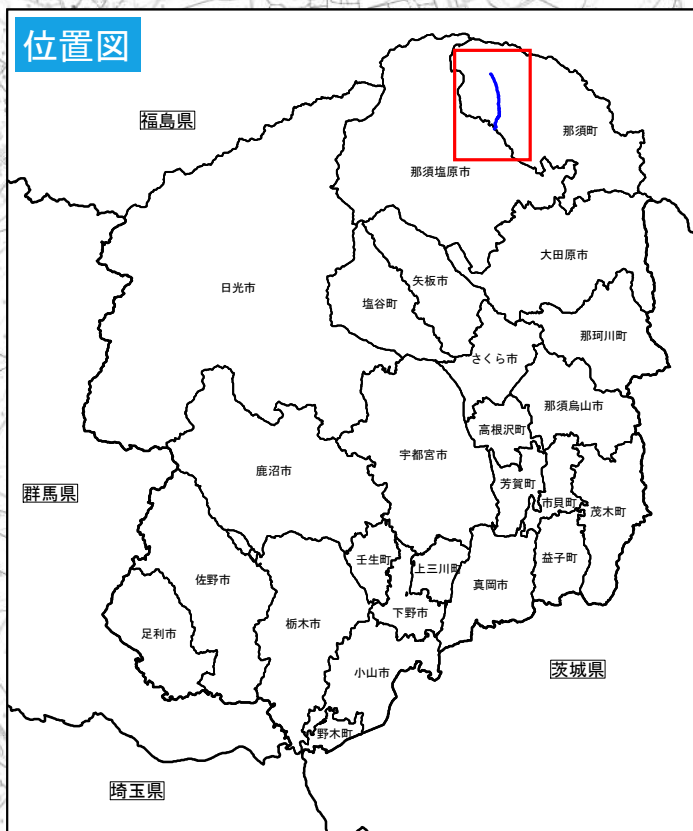 位置図
福島県
那須町
那須塩原市
大田原市
矢板市
日光市
塩谷町
那珂川町
さくら市
那須烏山市
高根沢町
宇都宮市
鹿沼市
芳賀町
群馬県
市貝町
茂木町
壬生町
益子町
上三川町
佐野市
真岡市
下野市
栃木市
足利市
茨城県
小山市
野木町
埼玉県